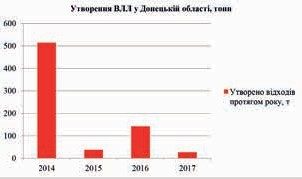 Утворення ВЛЛ у Донецькій області, тонн
600
500
400
300
200
100
0
2014 2015 2016 2017
Утворено відходів
протягом року, т